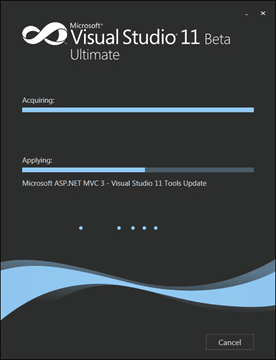 Microsoft®
Visual Studio® 11 Beta
Ultimate
Acquiring:
Applying:
Microsoft ASP.NET MVC 3 - Visual Studio 11 Tools Update
Cancel